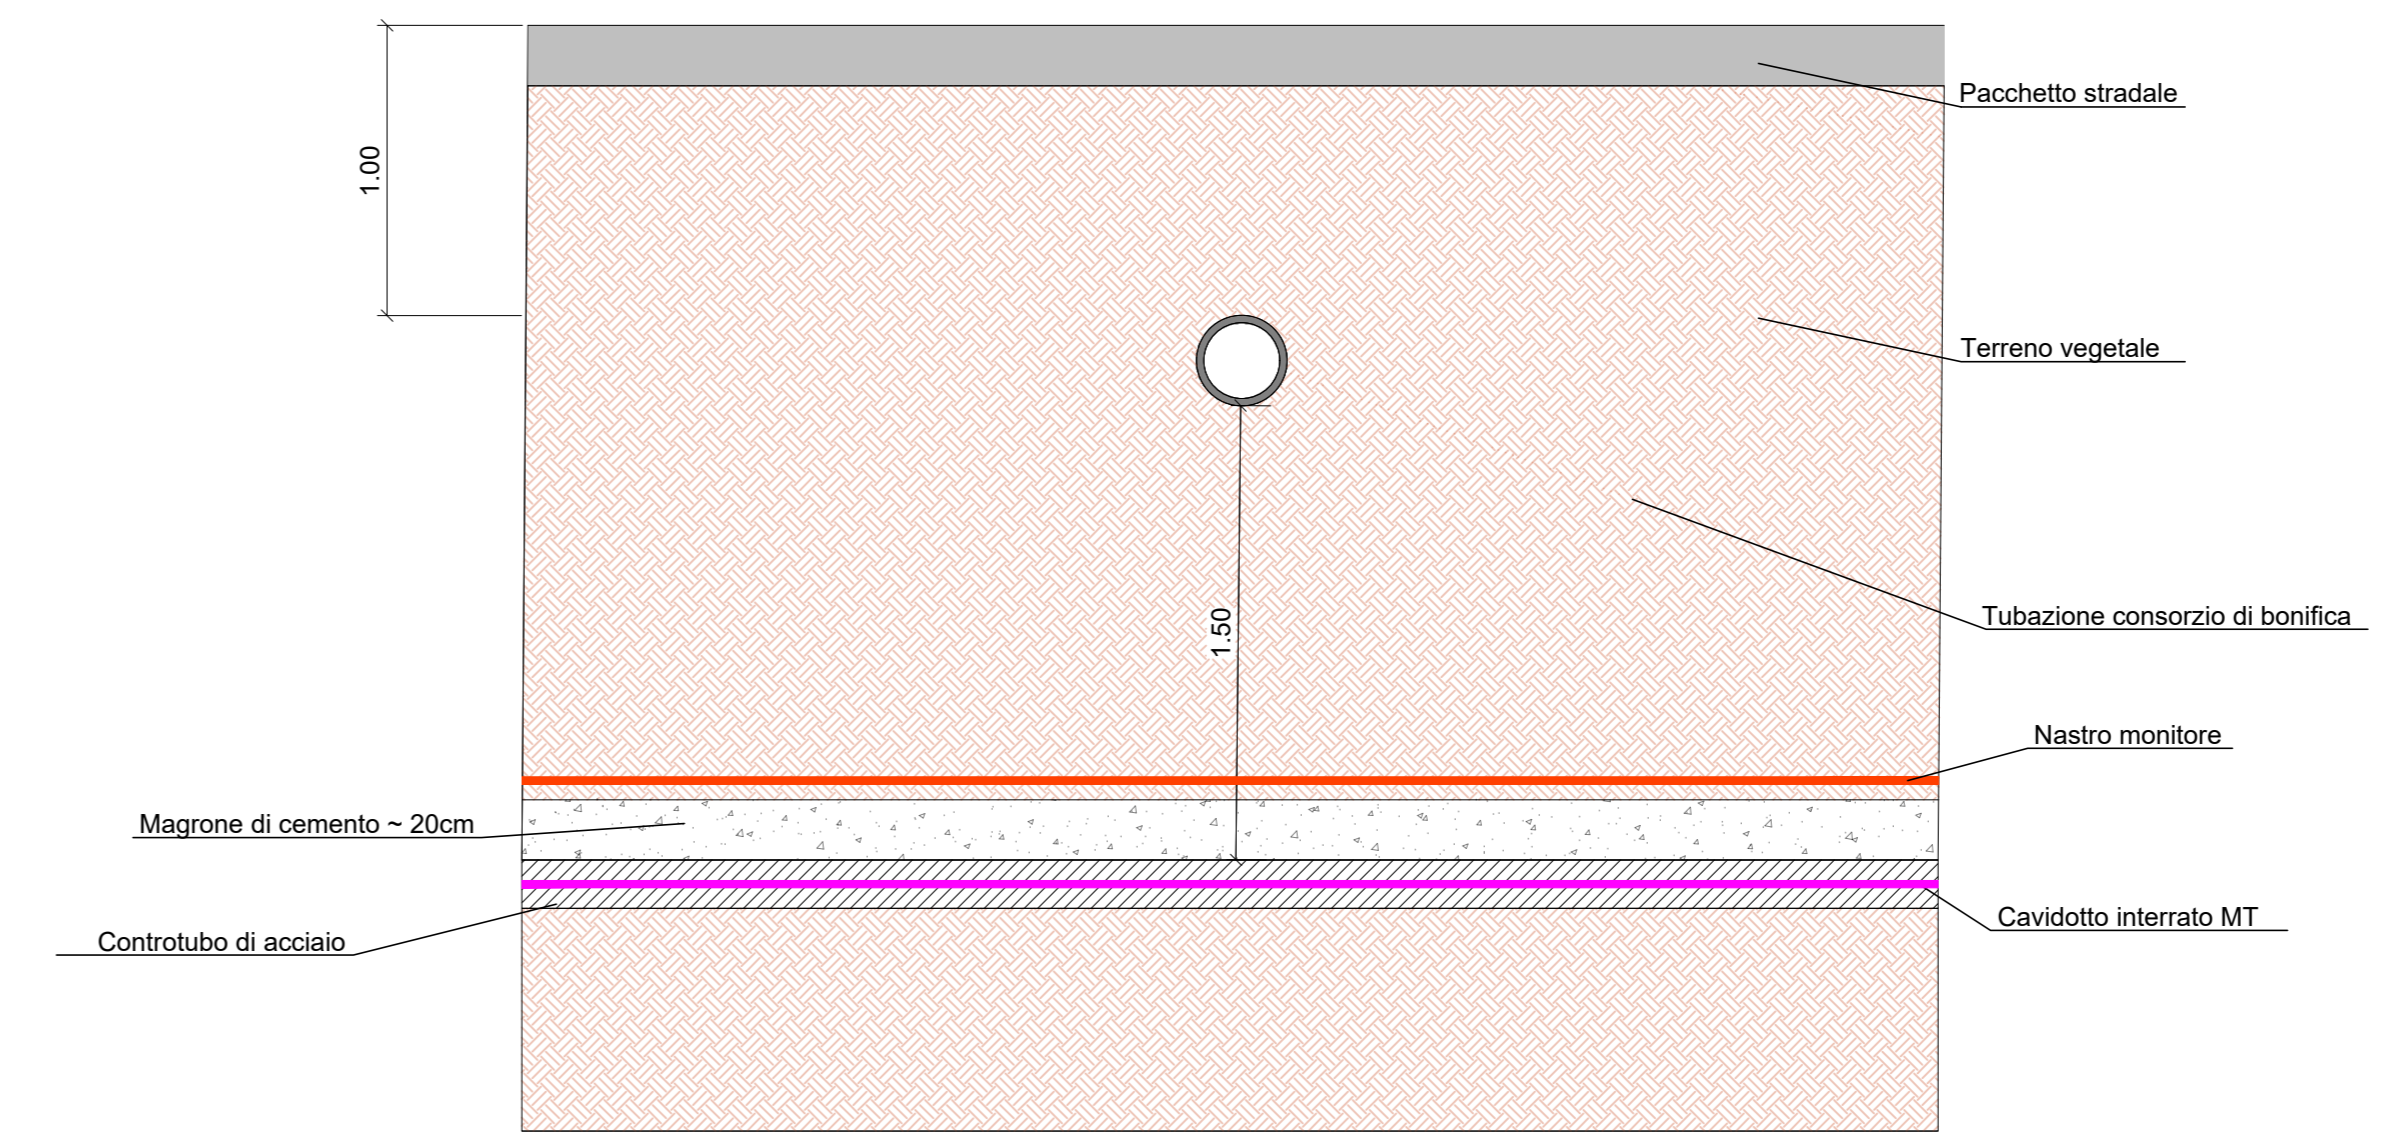 Pacchetto stradale
1.00
Terreno vegetale
Tubazione consorzio di bonifica
1.50
Nastro monitore
Magrone di cemento ~ 20cm
Cavidotto interrato MT
Controtubo di acciaio